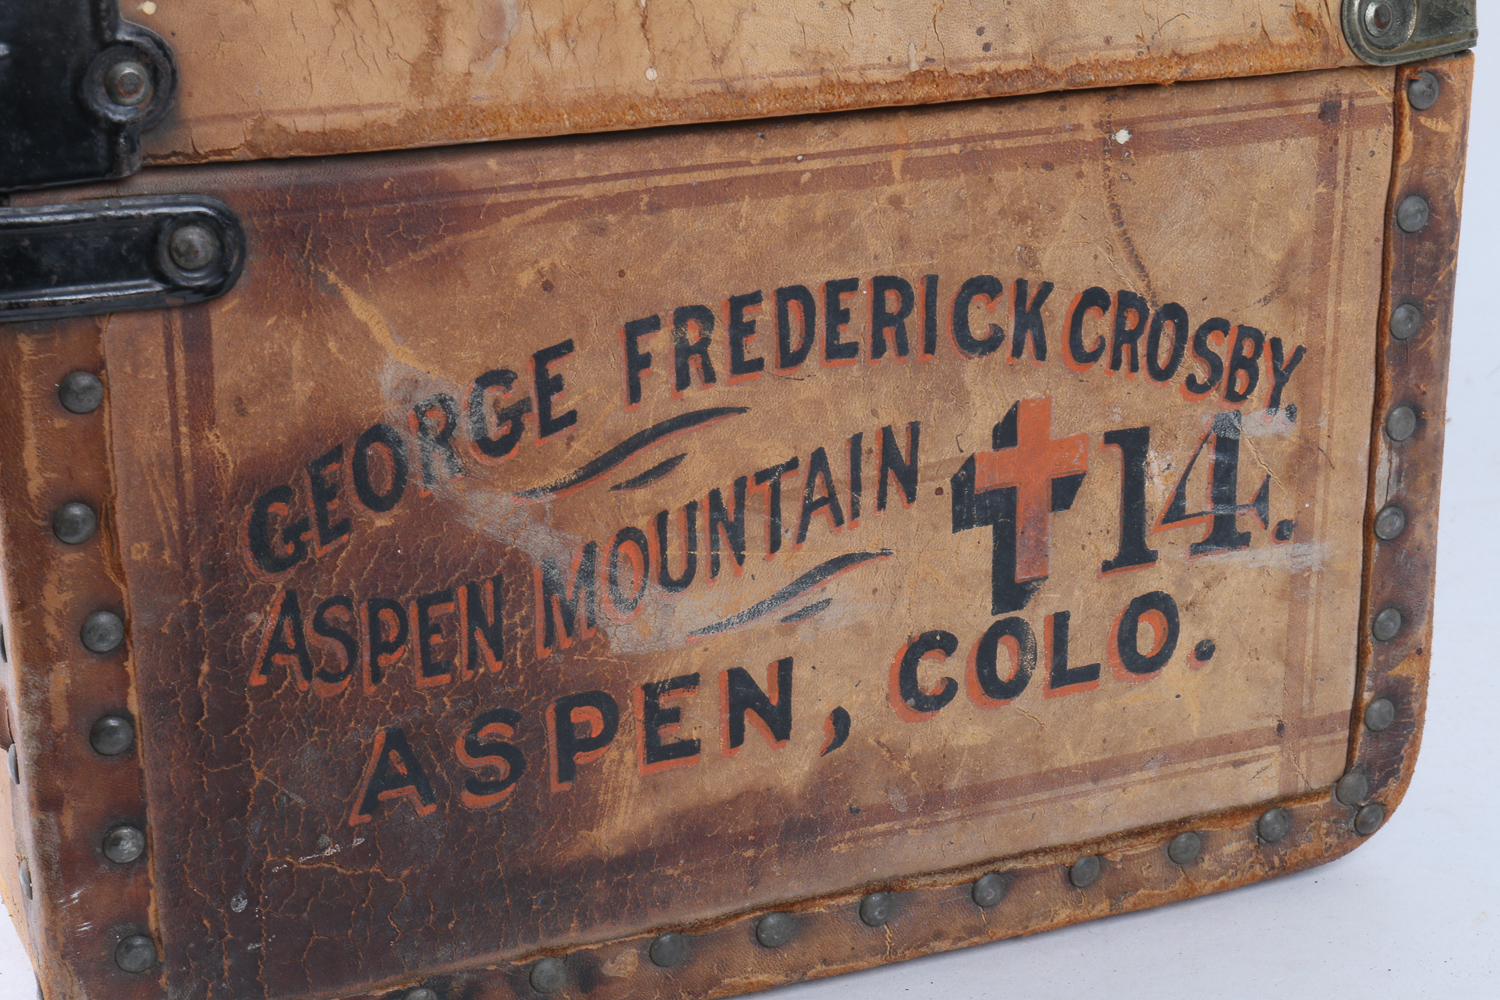 GEORGE FREDERICK CROSBY,
ASPEN MOUNTAIN ✝ 14.
ASPEN, COLO.